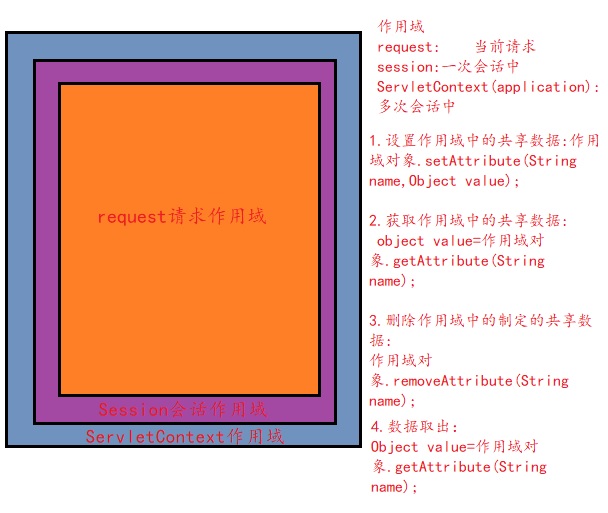 request请求作用域
Session会话作用域
ServletContext作用域
作用域
request: 当前请求
session:一次会话中
ServletContext(application):
多次会话中
1.设置作用域中的共享数据:作用
域对象.setAttribute(String
name,Object value);
2.获取作用域中的共享数据:
object value=作用域对
象.getAttribute(String
name);
3.删除作用域中的制定的共享数
据:
作用域对
象.removeAttribute(String
name);
4.数据取出:
Object value=作用域对
象.getAttribute(String
name);